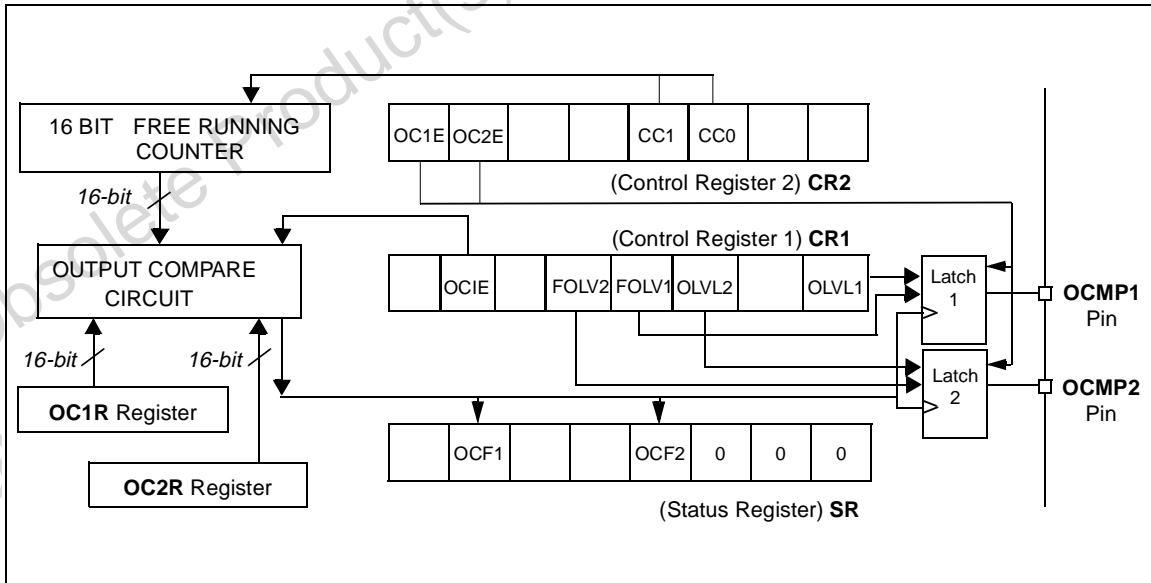 Obsolete Product(s)
16 BIT FREE RUNNING
COUNTER
OC1E OC2E CC1 CC0
(Control Register 2) CR2
16-bit
(Control Register 1) CR1
OUTPUT COMPARE
CIRCUIT
OCIE FOLV2 FOLV1 OLVL2 OLVL1
Latch
1
OCMP1
Pin
16-bit
16-bit
Latch
2
OCMP2
Pin
OC1R Register
OCF1 OCF2 0 0 0
OC2R Register
(Status Register) SR